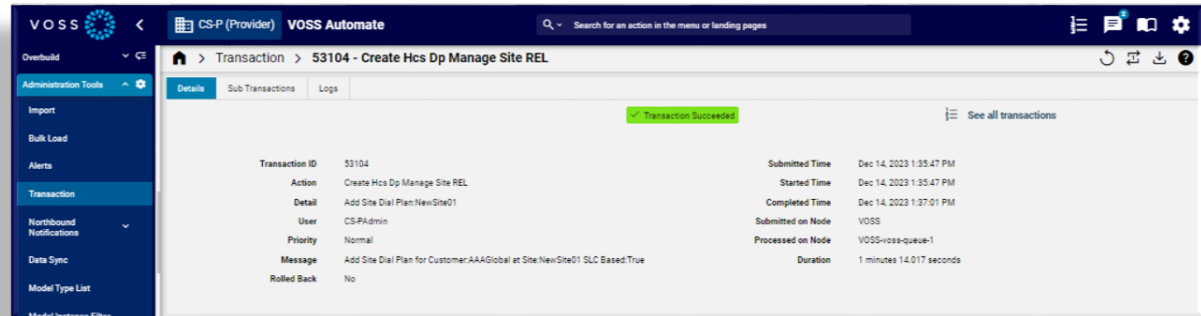 VOSS
CS-P (Provider) VOSS Automate
Search for an action in the menu or landing pages
2
Overbuild
Transaction > 53104 - Create Hcs Dp Manage Site REL
Administration Tools
Details Sub Transactions Logs
Import
Transaction Succeeded
See all transactions
Bulk Load
Alerts
Transaction
Northbound
Notifications
Data Sync
Model Type List
Model Instance Filter
Transaction ID 53104
Action Create Hcs Dp Manage Site REL
Detail Add Site Dial Plan:NewSite01
User CS-PAdmin
Priority Normal
Message Add Site Dial Plan for Customer:AAAGlobal at Site:NewSite01 SLC Based:True
Rolled Back No
Submitted Time Dec 14, 2023 1:35:47 PM
Started Time Dec 14, 2023 1:35:47 PM
Completed Time Dec 14, 2023 1:37:01 PM
Submitted on Node VOSS
Processed on Node VOSS-voss-queue-1
Duration 1 minutes 14.017 seconds